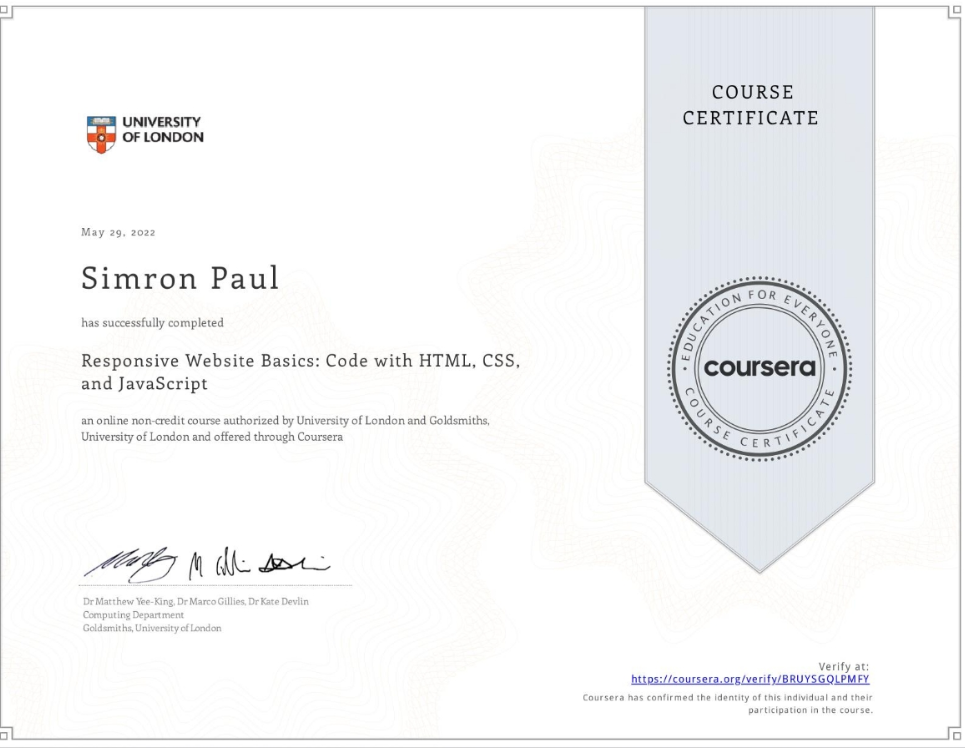 UNIVERSITY
OF LONDON
COURSE
CERTIFICATE
May 29, 2022
Simron Paul
has successfully completed
Responsive Website Basics: Code with HTML, CSS,
and JavaScript
an online non-credit course authorized by University of London and Goldsmiths,
University of London and offered through Coursera
EDUCATION FOR EVERYONE
coursera
COURSE CERTIFICATE
Dr Matthew Yee-King, Dr Marco Gillies, Dr Kate Devlin
Computing Department
Goldsmiths, University of London
Verify at:
https://coursera.org/verify/BRUYSGQLPMFY
Coursera has confirmed the identity of this individual and their
participation in the course.